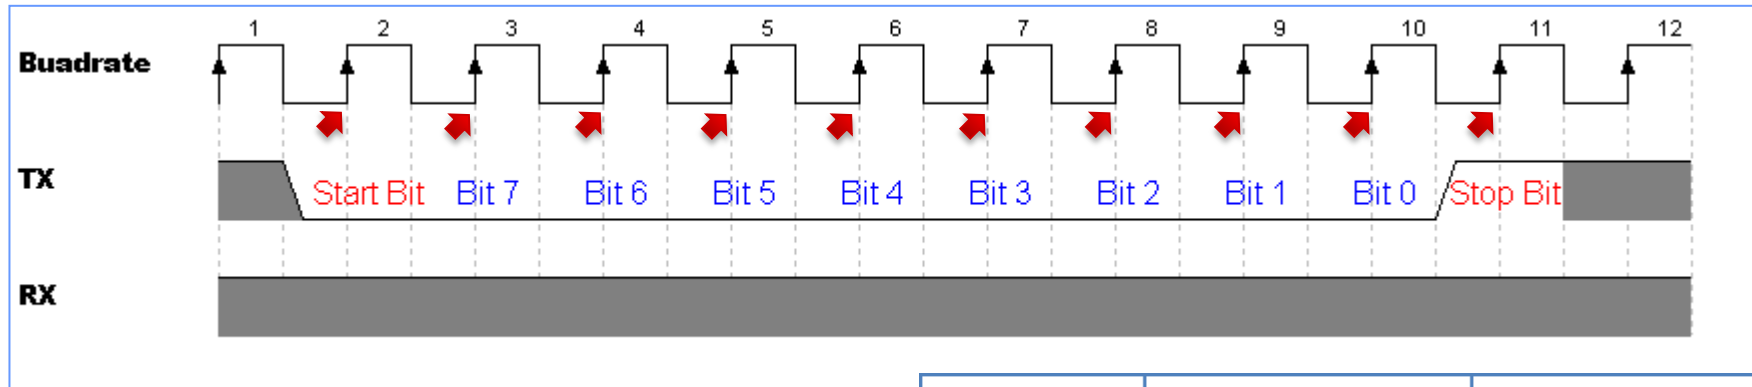 1 2 3 4 5 6 7 8 9 10 11 12
Buadrate
TX
Start Bit Bit 7 Bit 6 Bit 5 Bit 4 Bit 3 Bit 2 Bit 1 Bit 0 Stop Bit
RX